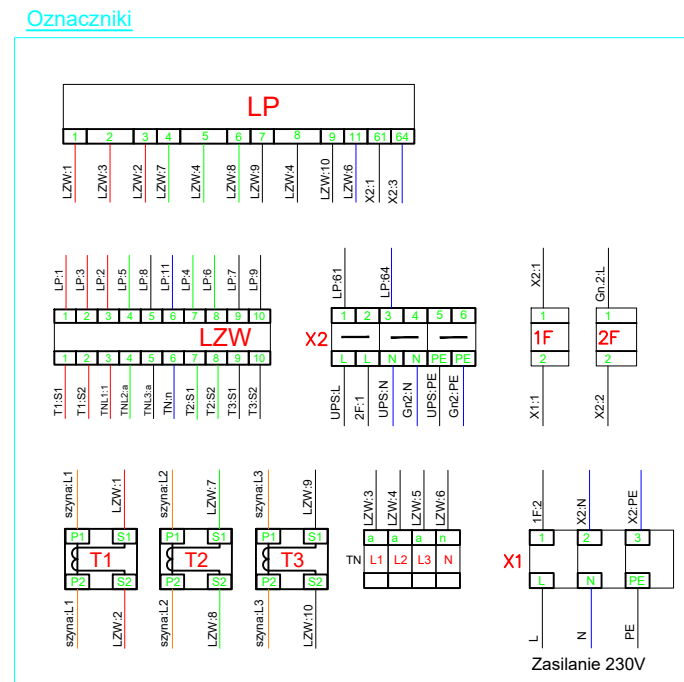 Oznaczniki
LP
1 2 3 4 5 6 7 8 9 11 61 64
LZW:1 LZW:3 LZW:2 LZW:7 LZW:4 LZW:8 LZW:9 LZW:4 LZW:10 LZW:6 X2:1 X2:3
LP:1 LP:3 LP:2 LP:5 LP:8 LP:11 LP:4 LP:6 LP:7 LP:9
1 2 3 4 5 6 7 8 9 10
LZW
1 2 3 4 5 6 7 8 9 10
T1:S1 T1:S2 TNL1:1 TNL2:a TNL3:a TN:n T2:S1 T2:S2 T3:S1 T3:S2
LP:61 LP:64
1 2 3 4 5 6
X2
L L N N PE PE
UPS:L 2F:1 UPS:N Gn2:N UPS:PE Gn2:PE
X2:1 Gn.2:L
1 1
1F 2F
2 2
X1:1 X2:2
szyna:L1 LZW:1 szyna:L2 LZW:7 szyna:L3 LZW:9
P1 S1 P1 S1 P1 S1
T1 T2 T3
P2 S2 P2 S2 P2 S2
szyna:L1 LZW:2 szyna:L2 LZW:8 szyna:L3 LZW:10
LZW:3 LZW:4 LZW:5 LZW:6
a a a n
TN L1 L2 L3 N
1F:2 X2:N X2:PE
1 2 3
X1
L N PE
L N PE
Zasilanie 230V